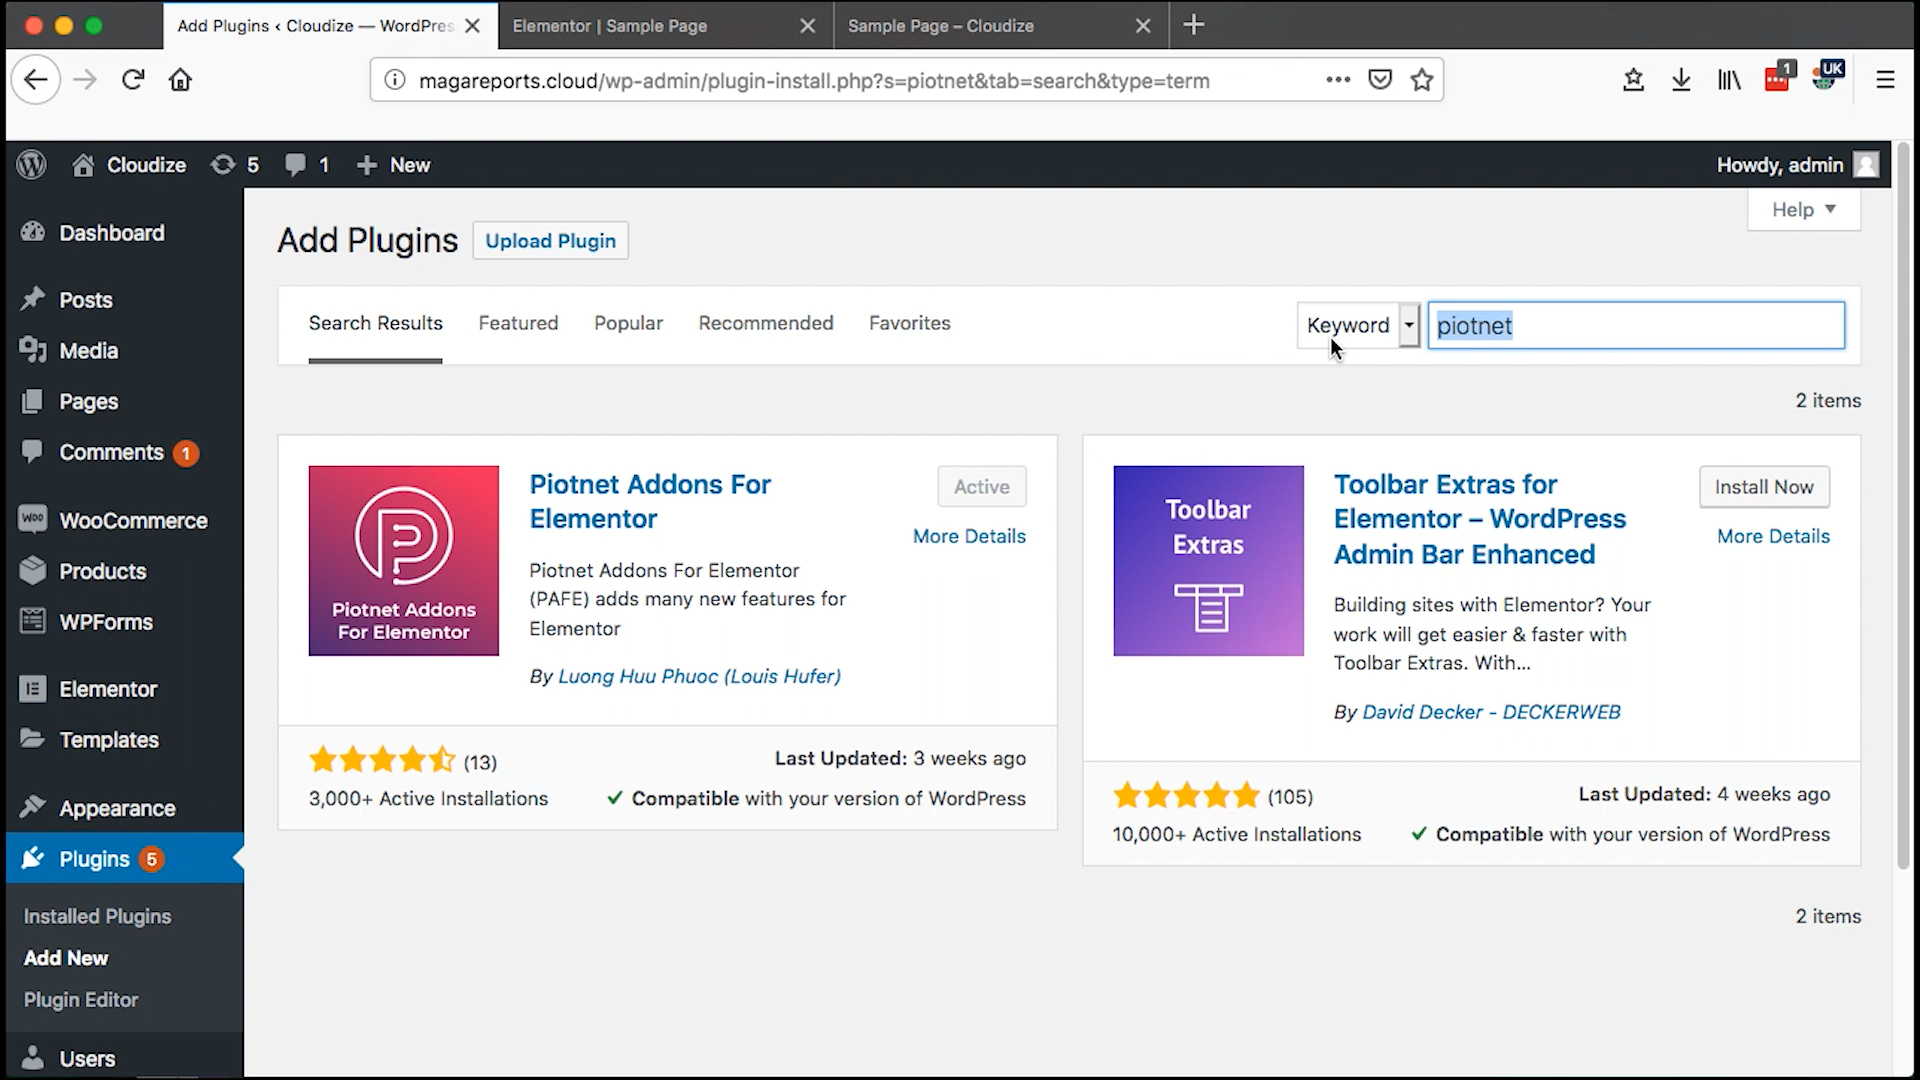 Add Plugins ‹ Cloudize — WordPres
Elementor | Sample Page
Sample Page – Cloudize
magareports.cloud/wp-admin/plugin-install.php?s=piotnet&tab=search&type=term
1
UK
Cloudize
5
1
New
Howdy, admin
Help
Dashboard
Posts
Media
Pages
Comments 1
WOO WooCommerce
Products
WPForms
Elementor
Templates
Appearance
Plugins 5
Installed Plugins
Add New
Plugin Editor
Users
Add Plugins
Upload Plugin
Search Results
Featured
Popular
Recommended
Favorites
Keyword
piotnet
2 items
Piotnet Addons
For Elementor
Piotnet Addons For
Elementor
Active
More Details
Piotnet Addons For Elementor
(PAFE) adds many new features for
Elementor
By Luong Huu Phuoc (Louis Hufer)
(13)
Last Updated: 3 weeks ago
3,000+ Active Installations
Compatible with your version of WordPress
Toolbar
Extras
Toolbar Extras for
Elementor – WordPress
Admin Bar Enhanced
Install Now
More Details
Building sites with Elementor? Your
work will get easier & faster with
Toolbar Extras. With...
By David Decker - DECKERWEB
(105)
Last Updated: 4 weeks ago
10,000+ Active Installations
Compatible with your version of WordPress
2 items